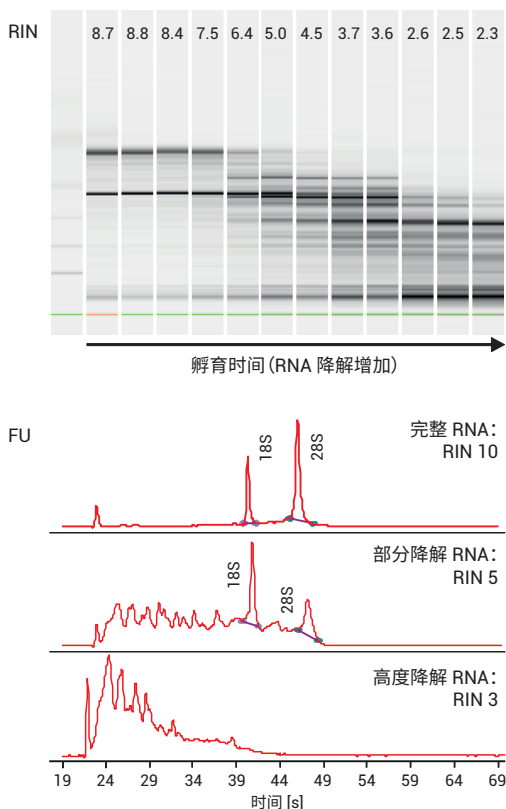 RIN 8.7 8.8 8.4 7.5 6.4 5.0 4.5 3.7 3.6 2.6 2.5 2.3
孵育时间（RNA 降解增加）
FU
18S 28S 完整 RNA：
RIN 10
18S 28S 部分降解 RNA：
RIN 5
高度降解 RNA：
RIN 3
19 24 29 34 39 44 49 54 59 64 69
时间 [s]